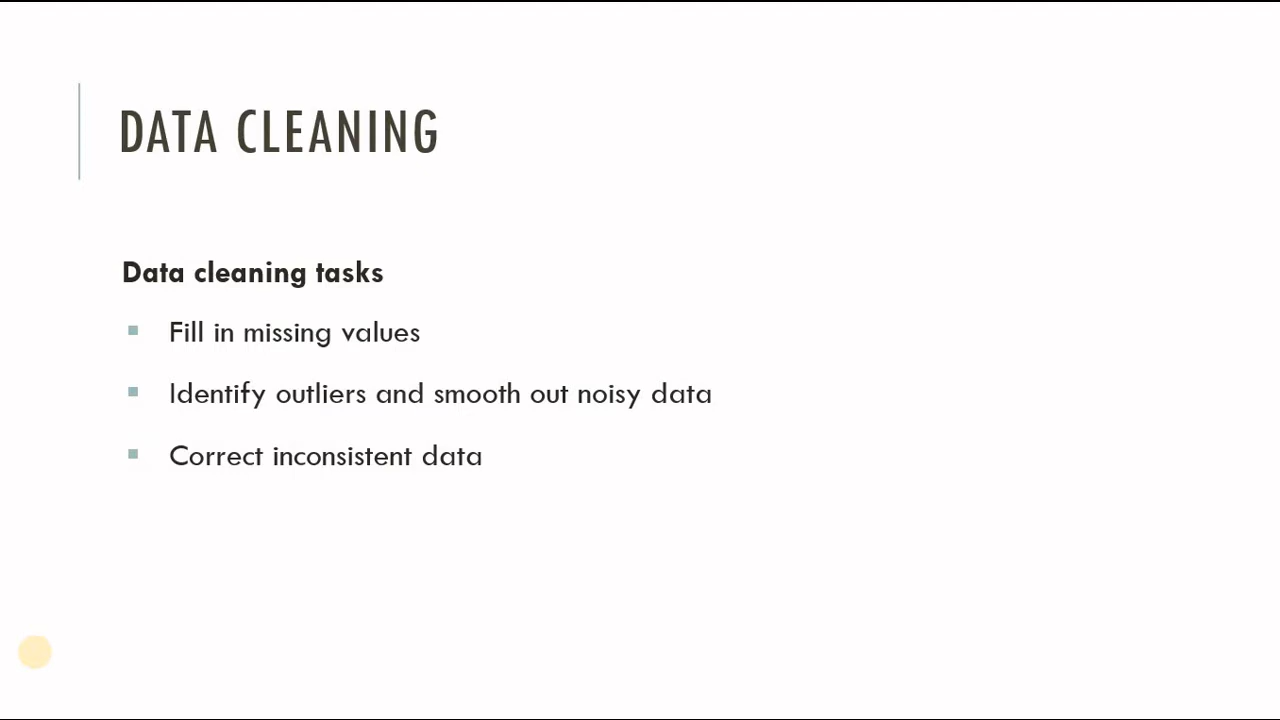 DATA CLEANING
Data cleaning tasks
Fill in missing values
Identify outliers and smooth out noisy data
Correct inconsistent data